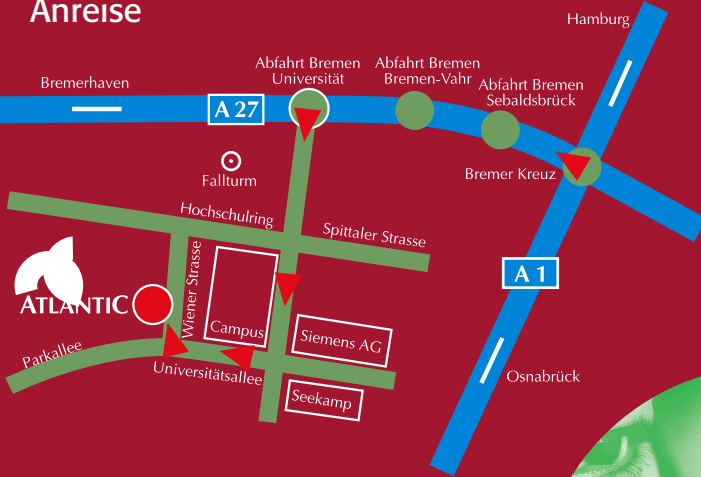 Anreise
Hamburg
Abfahrt Bremen
Universität
Abfahrt Bremen
Bremen-Vahr
Abfahrt Bremen
Sebaldsbrück
Bremerhaven
A 27
Bremer Kreuz
Fallturm
Hochschulring
Spittaler Strasse
Wiener Strasse
A 1
ATLANTIC
Campus
Siemens AG
Parkallee
Universitätsallee
Seekamp
Osnabrück